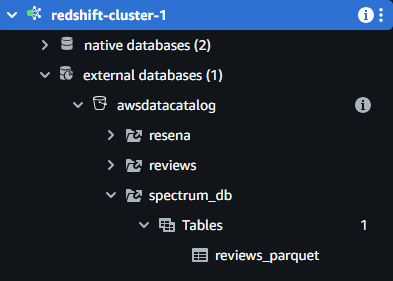 redshift-cluster-1
native databases (2)
external databases (1)
awsdatacatalog
resena
reviews
spectrum_db
Tables 1
reviews_parquet